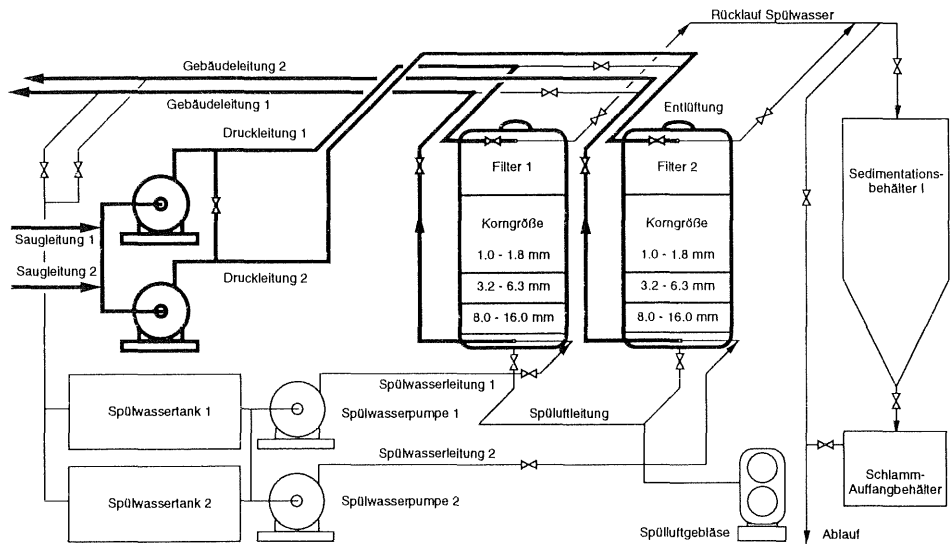 Rücklauf Spülwasser
Gebäudeleitung 2
Gebäudeleitung 1
Entlüftung
Druckleitung 1
Filter 1
Filter 2
Sedimentations-
behälter I
Korngröße
Korngröße
Saugleitung 1
1.0 - 1.8 mm
1.0 - 1.8 mm
Saugleitung 2
Druckleitung 2
3.2 - 6.3 mm
3.2 - 6.3 mm
8.0 - 16.0 mm
8.0 - 16.0 mm
Spülwasserleitung 1
Spülwassertank 1
Spülwasserpumpe 1
Spülluftleitung
Spülwasserleitung 2
Schlamm-
Auffangbehälter
Spülwassertank 2
Spülwasserpumpe 2
Spülluftgebläse
Ablauf